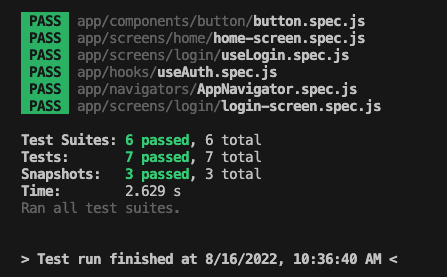 PASS app/components/button/button.spec.js
PASS app/screens/home/home-screen.spec.js
PASS app/screens/login/useLogin.spec.js
PASS app/hooks/useAuth.spec.js
PASS app/navigators/AppNavigator.spec.js
PASS app/screens/login/login-screen.spec.js
Test Suites: 6 passed, 6 total
Tests: 7 passed, 7 total
Snapshots: 3 passed, 3 total
Time: 2.629 s
Ran all test suites.
> Test run finished at 8/16/2022, 10:36:40 AM <